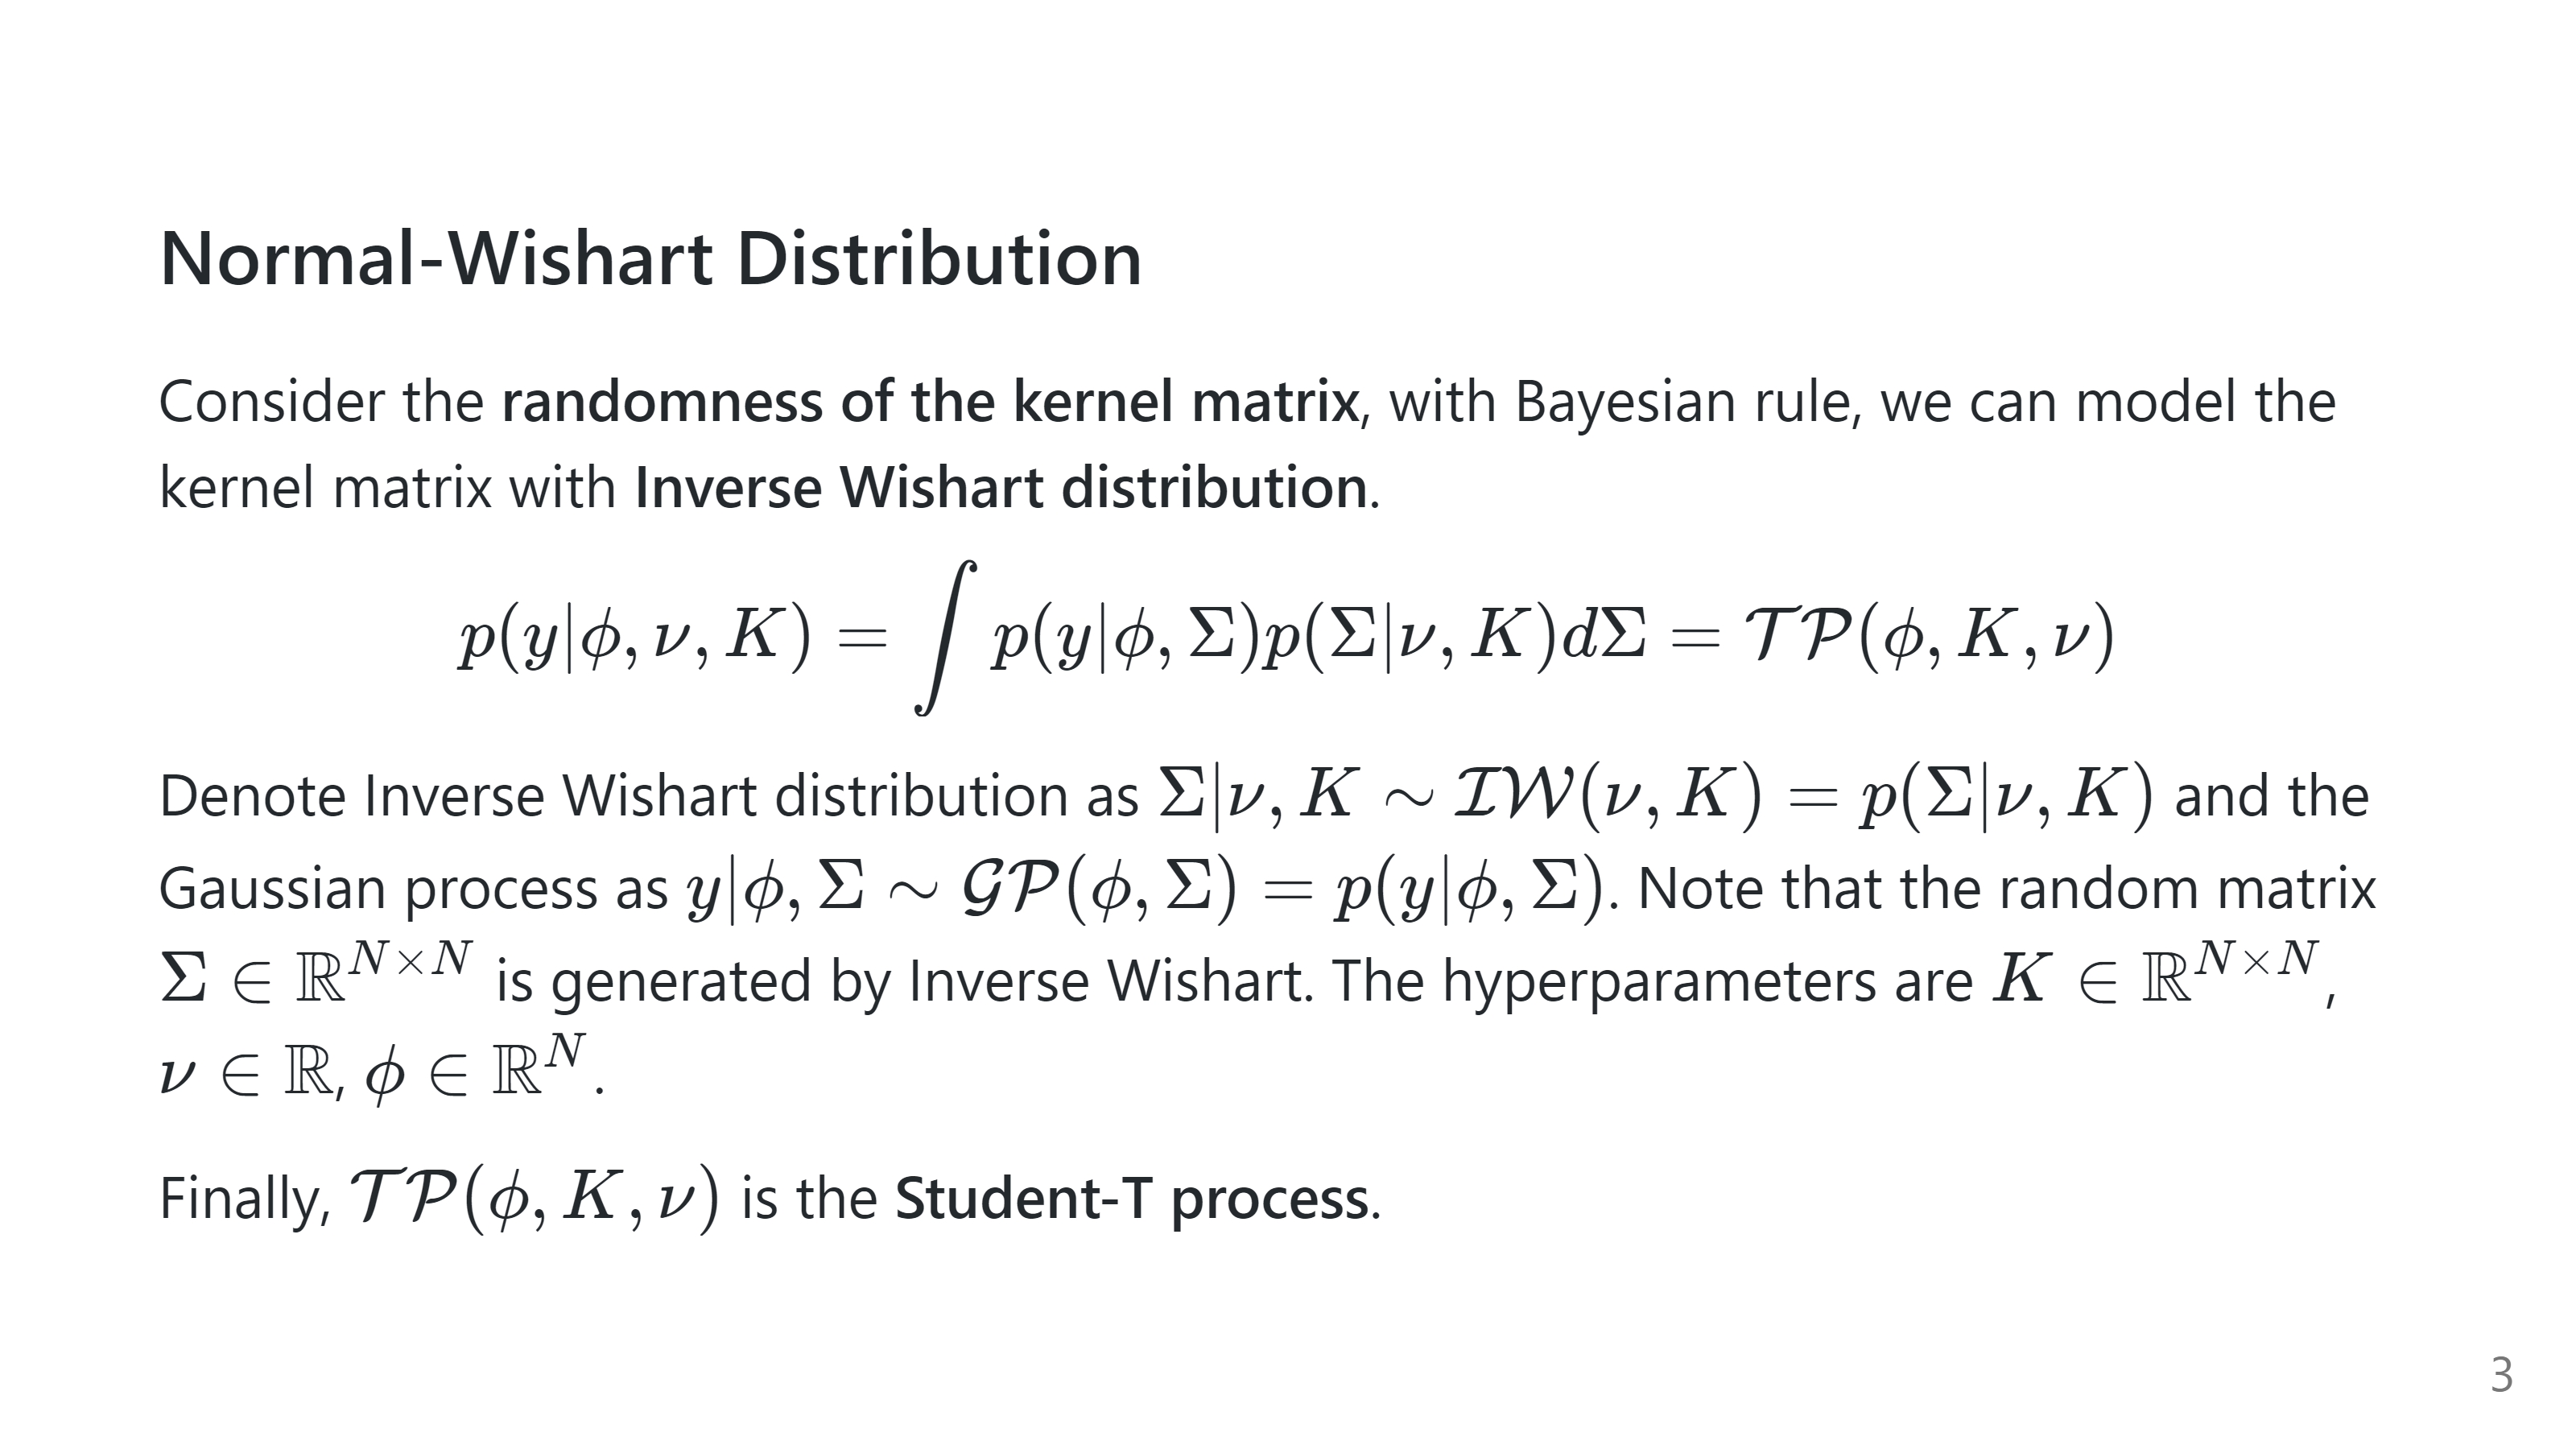 Normal-Wishart Distribution
Consider the randomness of the kernel matrix, with Bayesian rule, we can model the
kernel matrix with Inverse Wishart distribution.
p(y|ϕ, ν, K) = ∫ p(y|ϕ, Σ)p(Σ|ν, K)dΣ = 𝒯𝒫(ϕ, K, ν)
Denote Inverse Wishart distribution as Σ|ν, K ∼ ℐ𝒲(ν, K) = p(Σ|ν, K) and the
Gaussian process as y|ϕ, Σ ∼ 𝒢𝒫(ϕ, Σ) = p(y|ϕ, Σ). Note that the random matrix
Σ ∈ ℝ^{N×N} is generated by Inverse Wishart. The hyperparameters are K ∈ ℝ^{N×N},
ν ∈ ℝ, ϕ ∈ ℝ^N.
Finally, 𝒯𝒫(ϕ, K, ν) is the Student-T process.
3